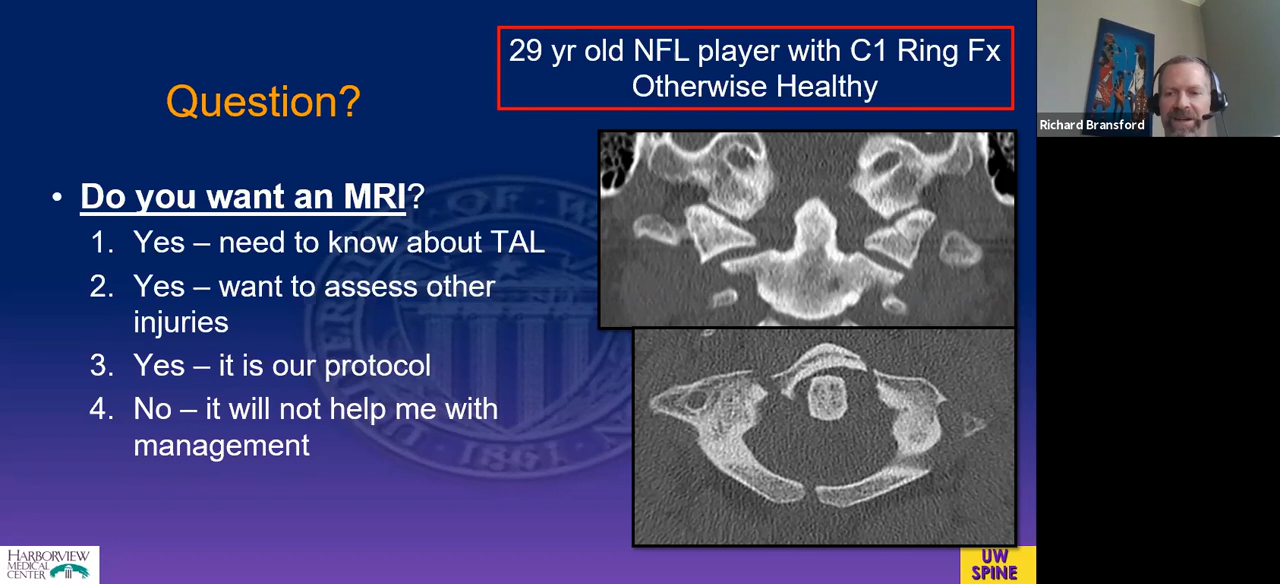 29 yr old NFL player with C1 Ring Fx
Otherwise Healthy
Question?
• Do you want an MRI?
1. Yes – need to know about TAL
2. Yes – want to assess other
injuries
3. Yes – it is our protocol
4. No – it will not help me with
management
Richard Bransford
1861
HARBORVIEW
MEDICAL
CENTER
UW
SPINE